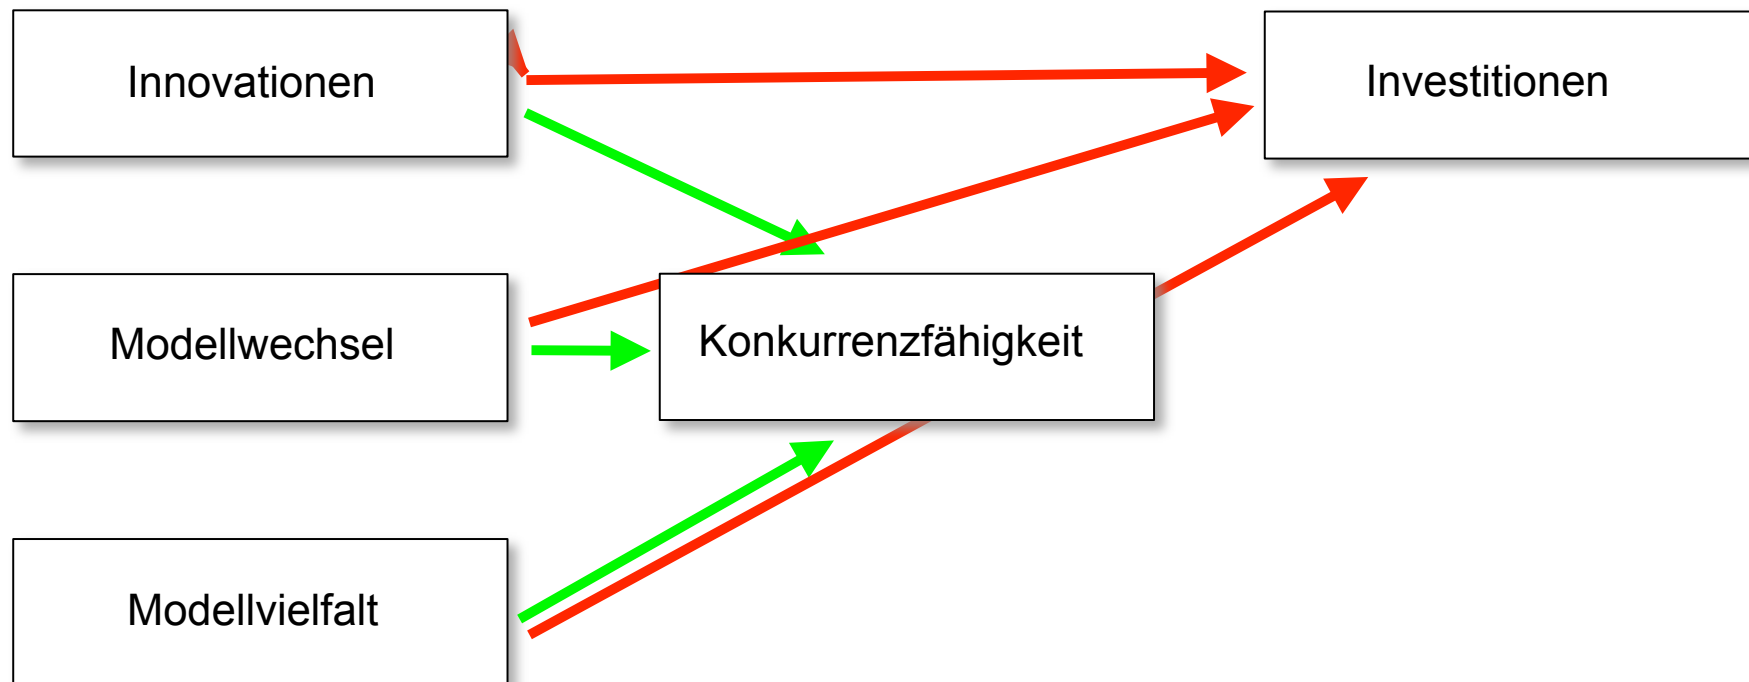 Innovationen
Investitionen
Modellwechsel
Konkurrenzfähigkeit
Modellvielfalt